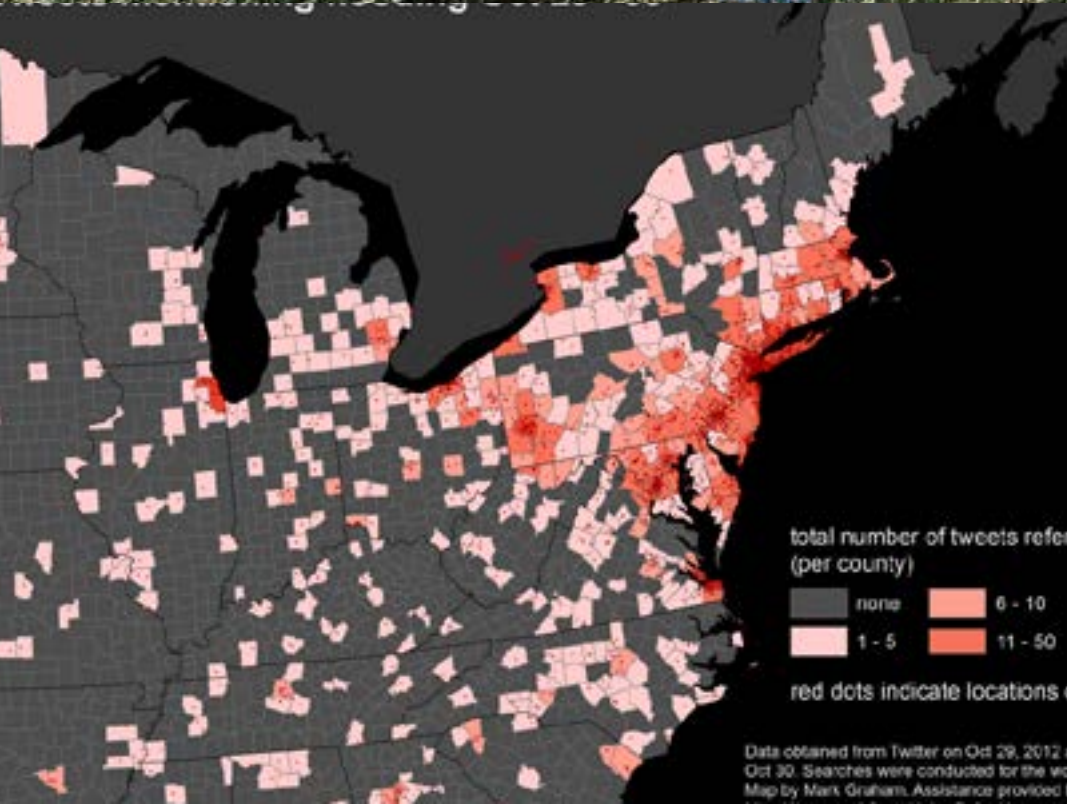 total number of tweets refe
(per county)
none
6 - 10
1 - 5
11 - 50
red dots indicate locations
Data obtained from Twitter on Oct 29, 2012
Oct 30. Searches were conducted for the wo
Map by Mark Graham. Assistance provided